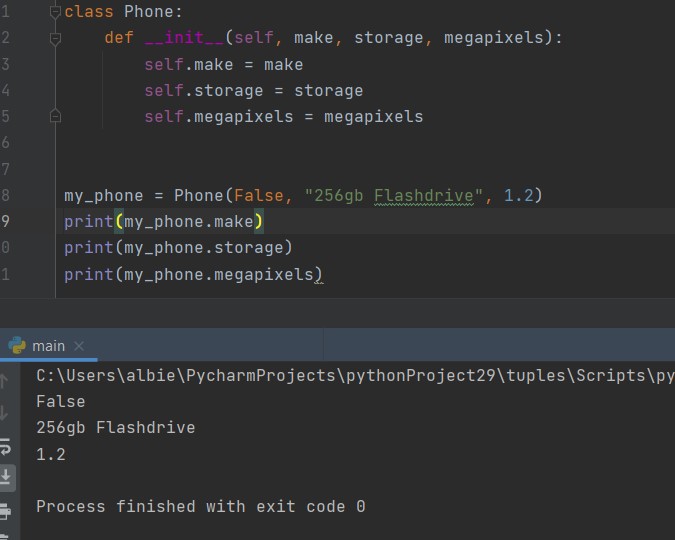 1 class Phone:
2     def __init__(self, make, storage, megapixels):
3         self.make = make
4         self.storage = storage
5         self.megapixels = megapixels
6
7
8 my_phone = Phone(False, "256gb Flashdrive", 1.2)
9 print(my_phone.make)
0 print(my_phone.storage)
1 print(my_phone.megapixels)
main ×
C:\Users\albie\PycharmProjects\pythonProject29\tuples\Scripts\py
False
256gb Flashdrive
1.2
Process finished with exit code 0